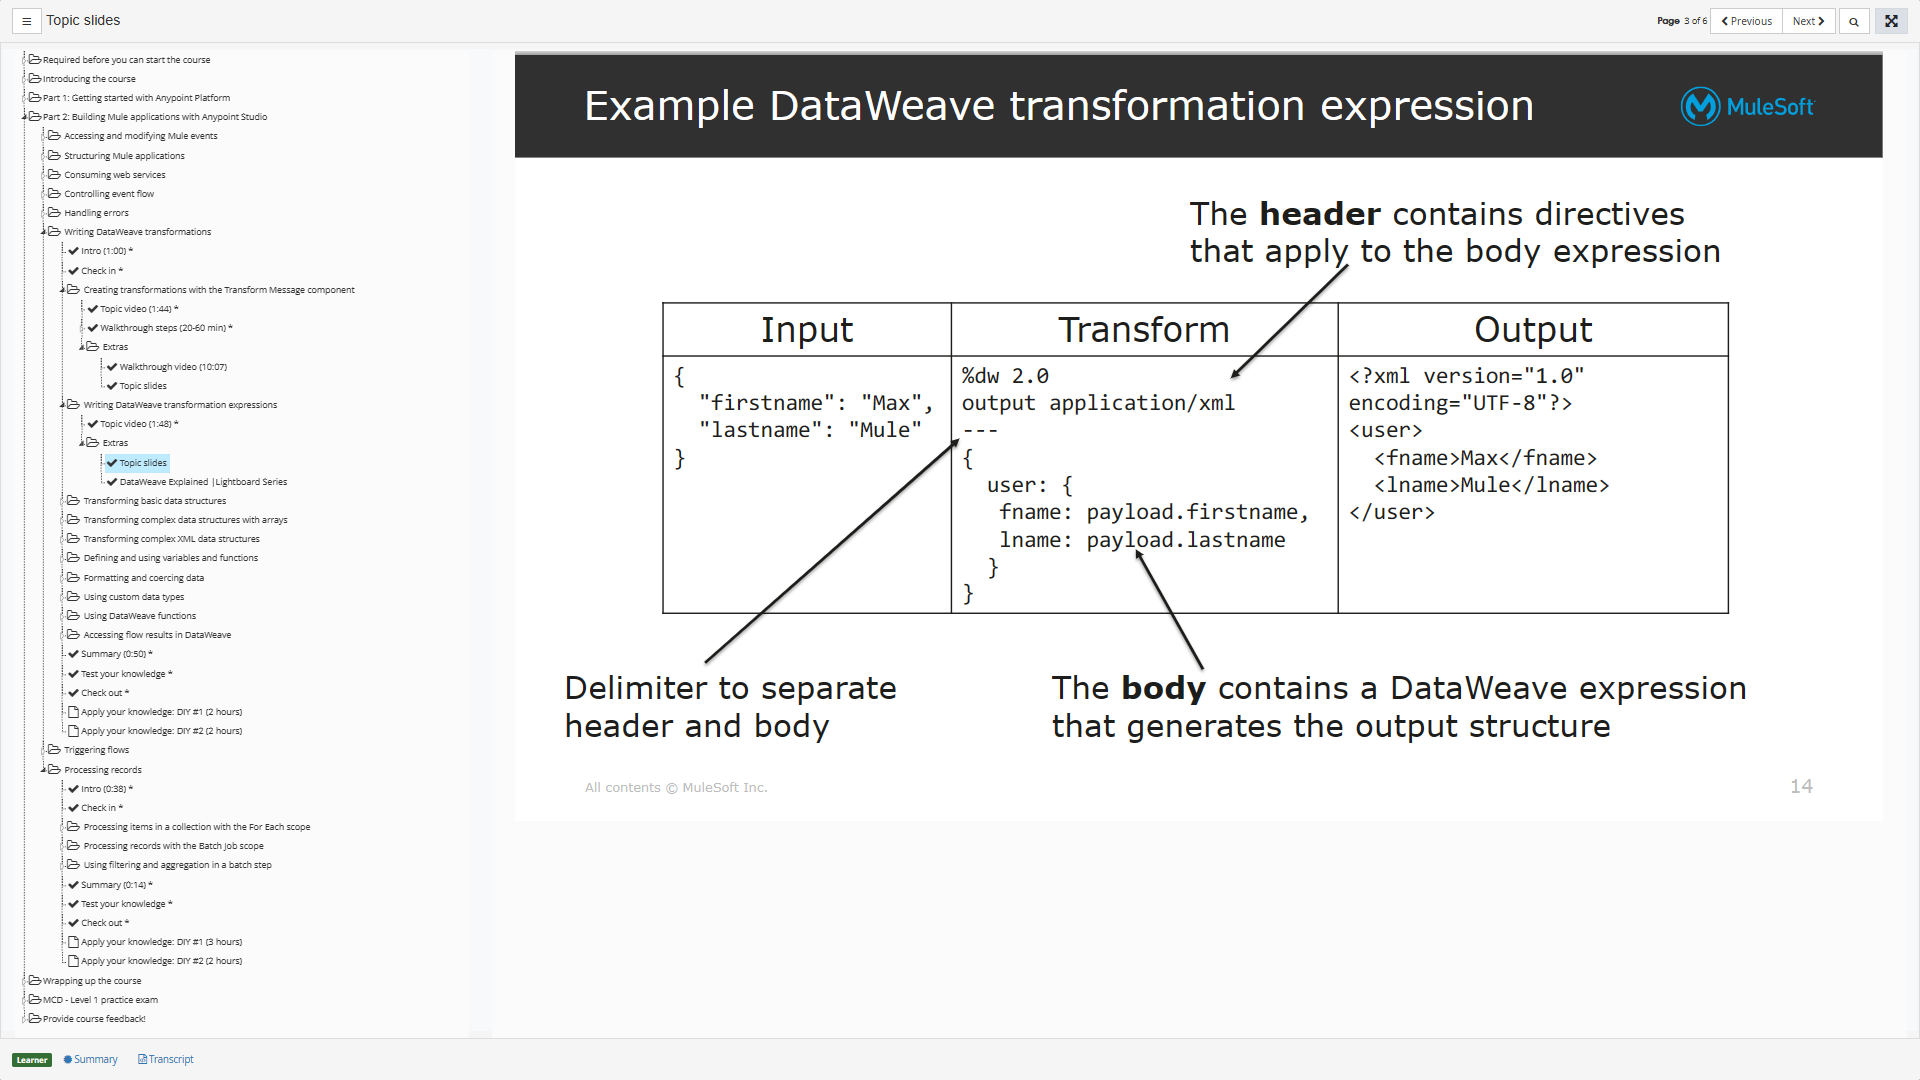 Topic slides
Page 3 of 6
Previous
Next
Required before you can start the course
Introducing the course
Part 1: Getting started with Anypoint Platform
Part 2: Building Mule applications with Anypoint Studio
Accessing and modifying Mule events
Structuring Mule applications
Consuming web services
Controlling event flow
Handling errors
Writing DataWeave transformations
Intro (1:00) *
Check in *
Creating transformations with the Transform Message component
Topic video (1:44) *
Walkthrough steps (20-60 min) *
Extras
Walkthrough video (10:07)
Topic slides
Writing DataWeave transformation expressions
Topic video (1:48) *
Extras
Topic slides
DataWeave Explained |Lightboard Series
Transforming basic data structures
Transforming complex data structures with arrays
Transforming complex XML data structures
Defining and using variables and functions
Formatting and coercing data
Using custom data types
Using DataWeave functions
Accessing flow results in DataWeave
Summary (0:50) *
Test your knowledge *
Check out *
Apply your knowledge: DIY #1 (2 hours)
Apply your knowledge: DIY #2 (2 hours)
Triggering flows
Processing records
Intro (0:38) *
Check in *
Processing items in a collection with the For Each scope
Processing records with the Batch Job scope
Using filtering and aggregation in a batch step
Summary (0:14) *
Test your knowledge *
Check out *
Apply your knowledge: DIY #1 (3 hours)
Apply your knowledge: DIY #2 (2 hours)
Wrapping up the course
MCD - Level 1 practice exam
Provide course feedback!
Example DataWeave transformation expression
MuleSoft
The header contains directives
that apply to the body expression
Input
{
"firstname": "Max",
"lastname": "Mule"
}
Transform
%dw 2.0
output application/xml
---
{
user: {
fname: payload.firstname,
lname: payload.lastname
}
}
Output
<?xml version="1.0"
encoding="UTF-8"?>
<user>
<fname>Max</fname>
<lname>Mule</lname>
</user>
Delimiter to separate
header and body
The body contains a DataWeave expression
that generates the output structure
All contents © MuleSoft Inc.
14
Learner
Summary
Transcript